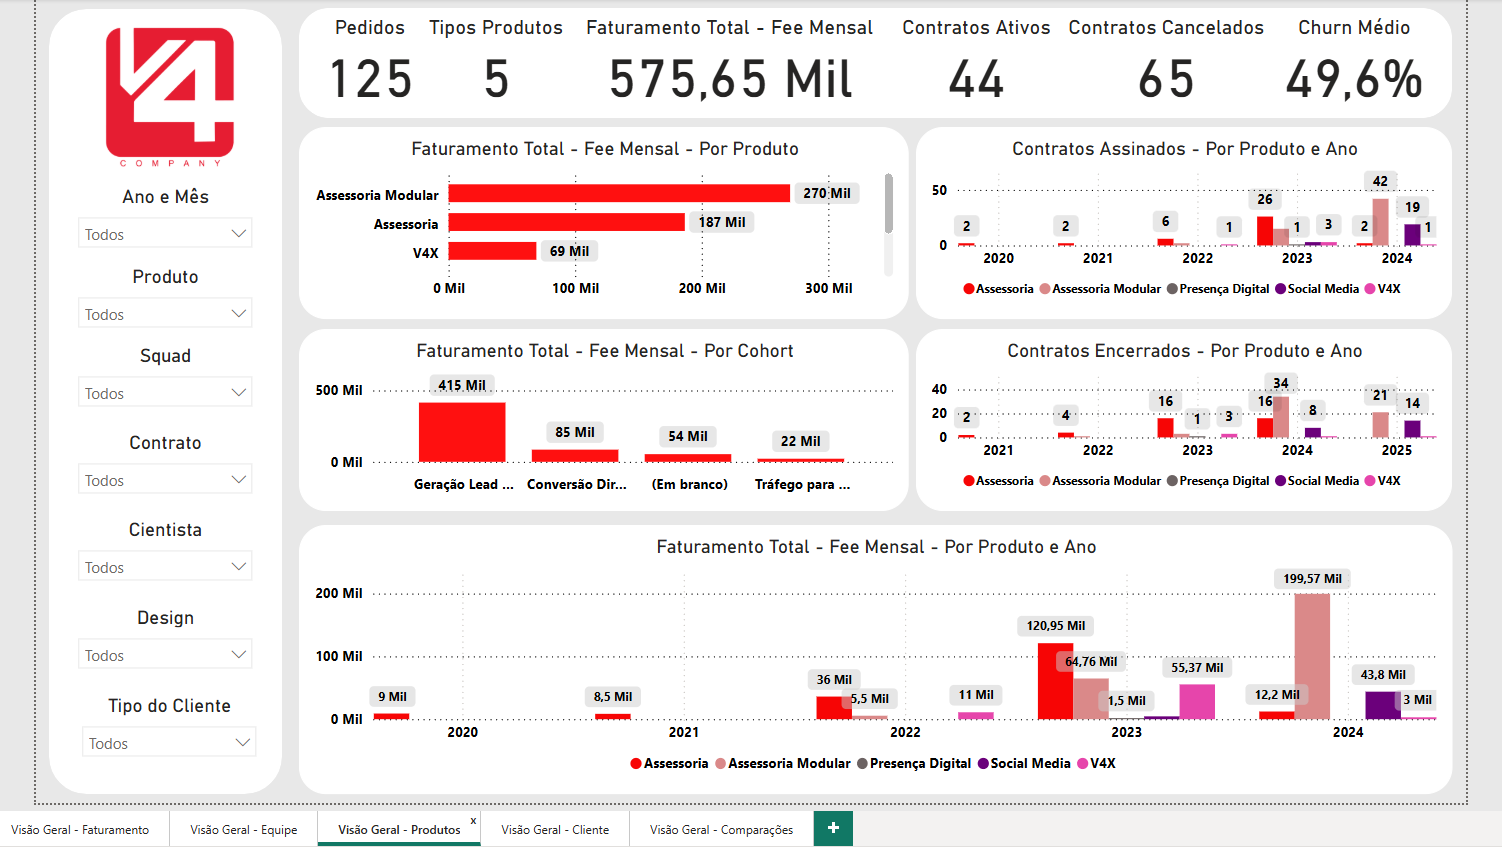 V4
COMPANY
Ano e Mês
Todos
Produto
Todos
Squad
Todos
Contrato
Todos
Cientista
Todos
Design
Todos
Tipo do Cliente
Todos
Pedidos Tipos Produtos Faturamento Total - Fee Mensal Contratos Ativos Contratos Cancelados Churn Médio
125 5 575,65 Mil 44 65 49,6%
Faturamento Total - Fee Mensal - Por Produto
Assessoria Modular 270 Mil
Assessoria 187 Mil
V4X 69 Mil
0 Mil 100 Mil 200 Mil 300 Mil
Contratos Assinados - Por Produto e Ano
50
0
2 2 6 1 26 1 3 2 42 19 1
2020 2021 2022 2023 2024
Assessoria Assessoria Modular Presença Digital Social Media V4X
Faturamento Total - Fee Mensal - Por Cohort
500 Mil
0 Mil
415 Mil 85 Mil 54 Mil 22 Mil
Geração Lead ... Conversão Dir... (Em branco) Tráfego para ...
Contratos Encerrados - Por Produto e Ano
40
20
0
2 4 16 1 3 16 34 8 21 14
2021 2022 2023 2024 2025
Assessoria Assessoria Modular Presença Digital Social Media V4X
Faturamento Total - Fee Mensal - Por Produto e Ano
200 Mil
100 Mil
0 Mil
9 Mil 8,5 Mil 36 Mil 5,5 Mil 11 Mil 120,95 Mil 64,76 Mil 1,5 Mil 55,37 Mil 12,2 Mil 199,57 Mil 43,8 Mil 3 Mil
2020 2021 2022 2023 2024
Assessoria Assessoria Modular Presença Digital Social Media V4X
Visão Geral - Faturamento Visão Geral - Equipe Visão Geral - Produtos x Visão Geral - Cliente Visão Geral - Comparações +